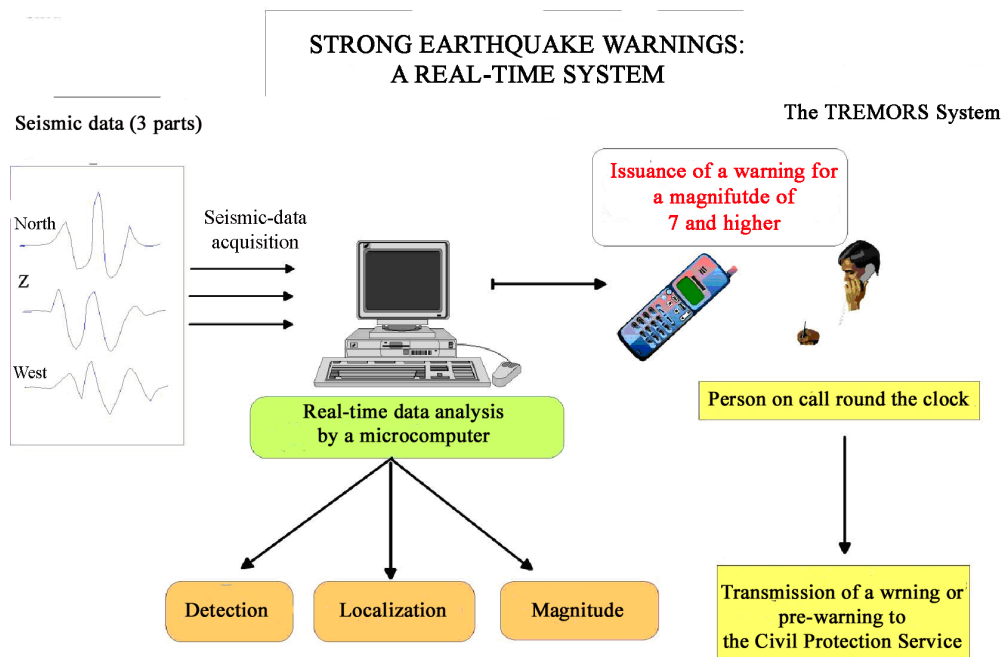 STRONG EARTHQUAKE WARNINGS:
A REAL-TIME SYSTEM
The TREMORS System
Seismic data (3 parts)
North
Z
West
Seismic-data
acquisition
Issuance of a warning for
a magnifutde of
7 and higher
Real-time data analysis
by a microcomputer
Person on call round the clock
Detection
Localization
Magnitude
Transmission of a wrning or
pre-warning to
the Civil Protection Service